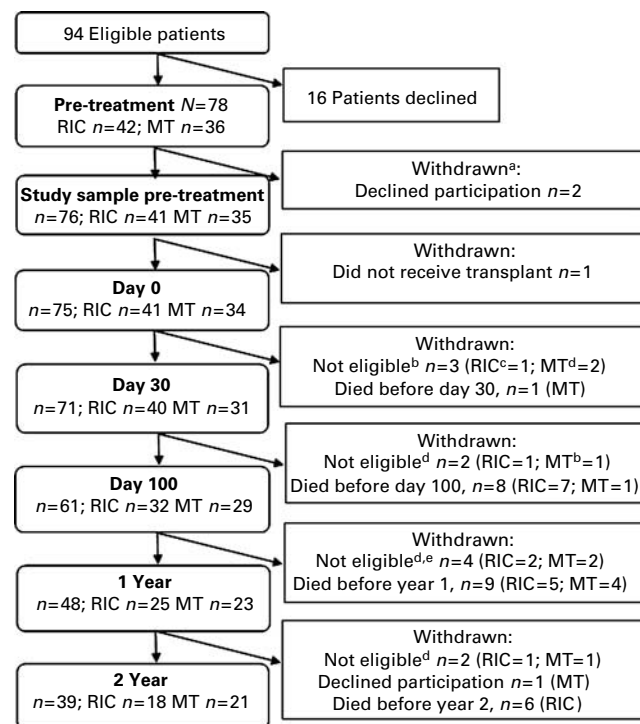 94 Eligible patients
16 Patients declined
Pre-treatment N=78
RIC n=42; MT n=36
Withdrawnᵃ:
Declined participation n=2
Study sample pre-treatment
n=76; RIC n=41 MT n=35
Withdrawn:
Did not receive transplant n=1
Day 0
n=75; RIC n=41 MT n=34
Withdrawn:
Not eligibleᵇ n=3 (RICᶜ=1; MTᵈ=2)
Died before day 30, n=1 (MT)
Day 30
n=71; RIC n=40 MT n=31
Withdrawn:
Not eligibleᵈ n=2 (RIC=1; MTᵇ=1)
Died before day 100, n=8 (RIC=7; MT=1)
Day 100
n=61; RIC n=32 MT n=29
Withdrawn:
Not eligibleᵈ,ᵉ n=4 (RIC=2; MT=2)
Died before year 1, n=9 (RIC=5; MT=4)
1 Year
n=48; RIC n=25 MT n=23
Withdrawn:
Not eligibleᵈ n=2 (RIC=1; MT=1)
Declined participation n=1 (MT)
Died before year 2, n=6 (RIC)
2 Year
n=39; RIC n=18 MT n=21